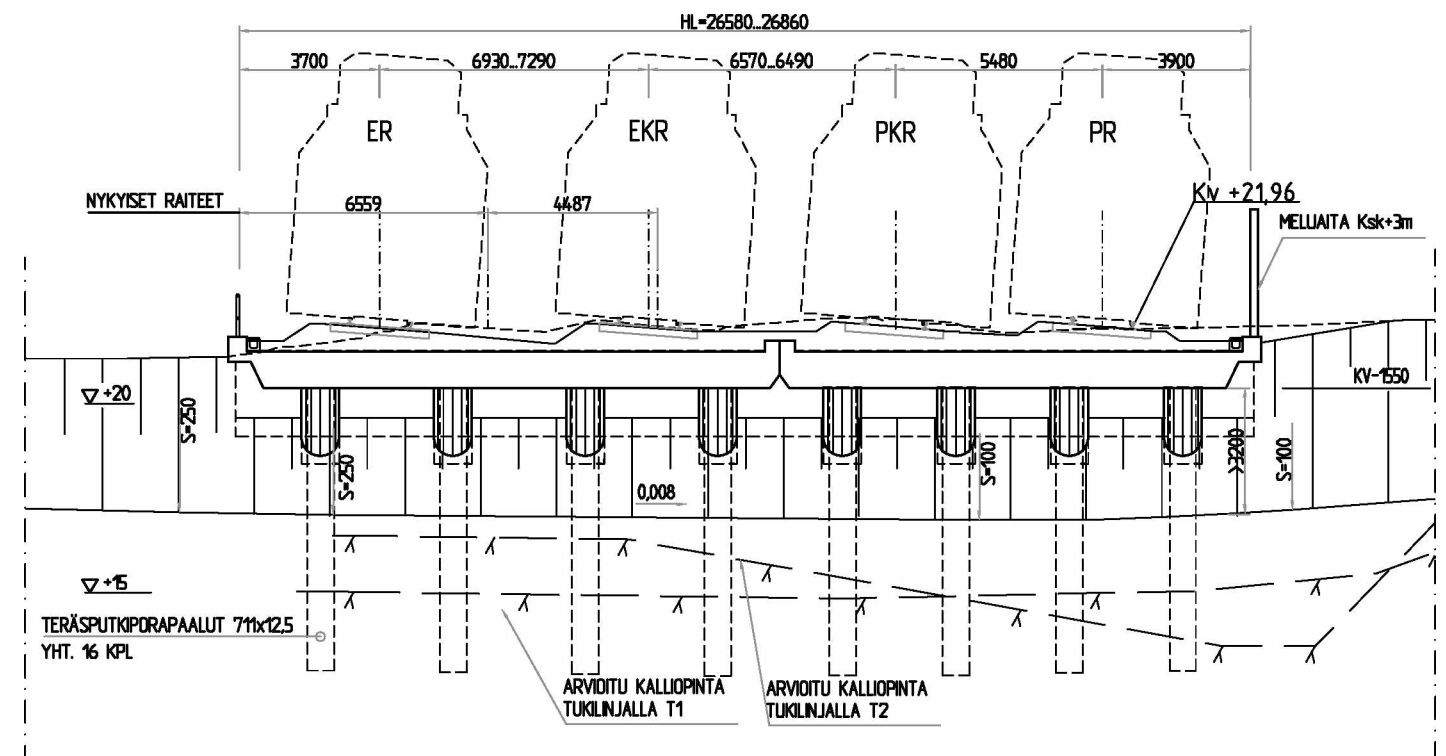 HL=26580...26860
3700
6930...7290
6570...6490
5480
3900
ER
EKR
PKR
PR
NYKYISET RAITEET
6559
4487
Kv +21,96
MELUAITA Ksk+3m
+20
S=250
S=250
0,008
S=100
>3200
S=100
KV-1550
+15
TERÄSPUTKIPORAPAALUT 711x12,5
YHT. 16 KPL
ARVIOITU KALLIOPINTA
TUKILINJALLA T1
ARVIOITU KALLIOPINTA
TUKILINJALLA T2